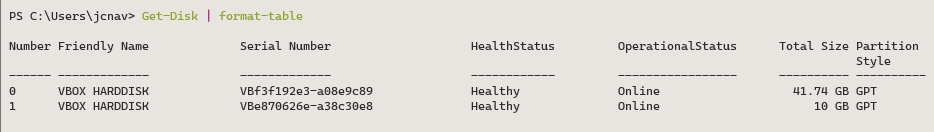 PS C:\Users\jcnav> Get-Disk | format-table
Number Friendly Name Serial Number HealthStatus OperationalStatus Total Size Partition
Style
------ ------------- ------------- ------------ ----------------- ---------- ----------
0 VBOX HARDDISK VBf3f192e3-a08e9c89 Healthy Online 41.74 GB GPT
1 VBOX HARDDISK VBe870626e-a38c30e8 Healthy Online 10 GB GPT